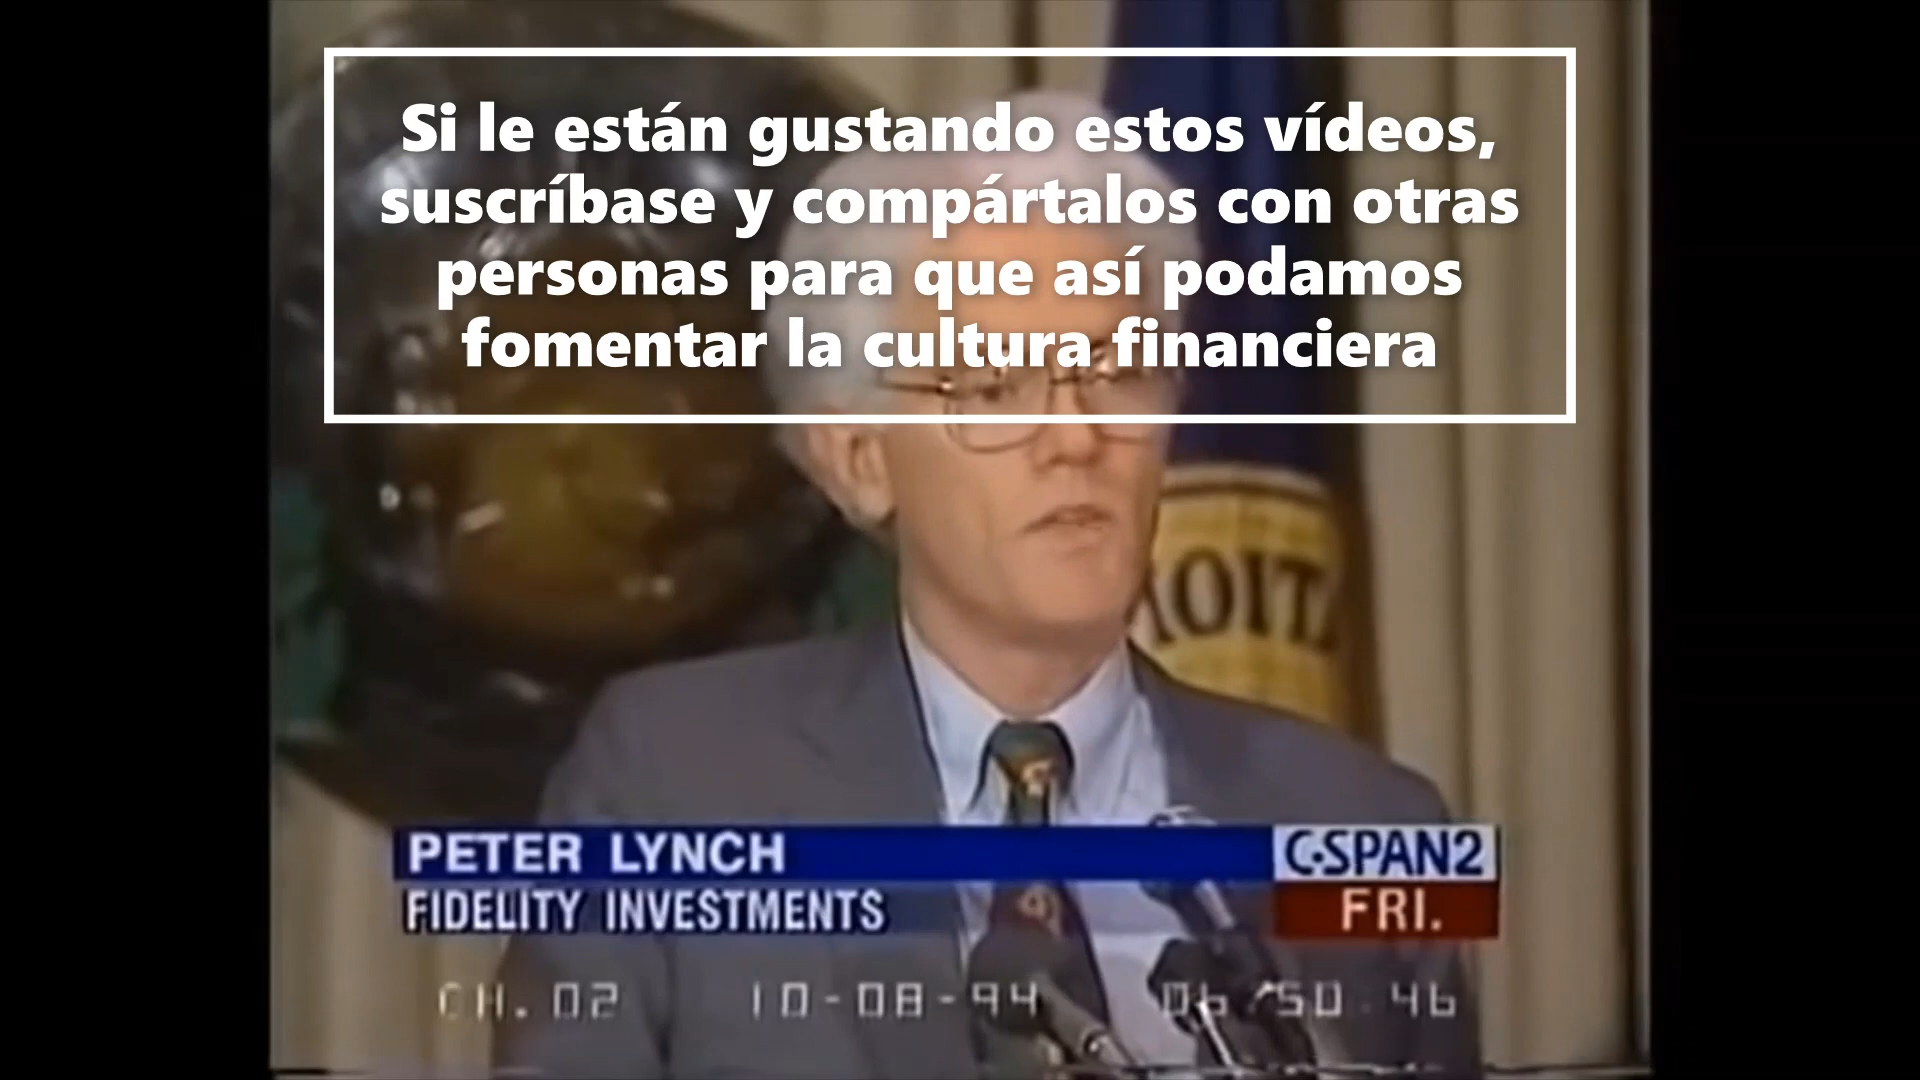 Si le están gustando estos vídeos,
suscríbase y compártalos con otras
personas para que así podamos
fomentar la cultura financiera
PETER LYNCH
C-SPAN2
FIDELITY INVESTMENTS
FRI.
CH. 02 10-08-94 06:50:46